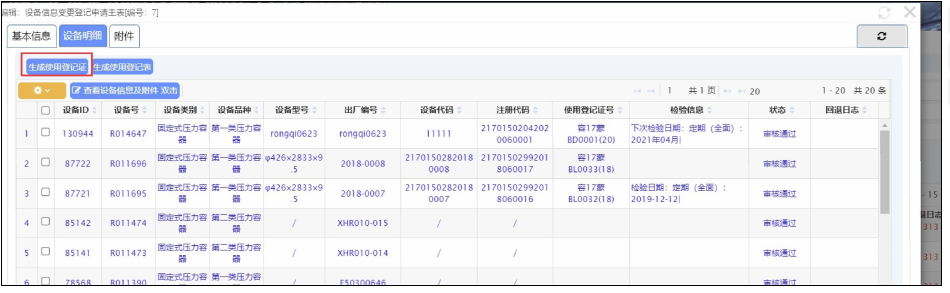 编辑: 设备信息变更登记申请主表[编号: 7]
基本信息 设备明细 附件
生成使用登记证 生成使用登记表
查看设备信息及附件 双击 1 共 1 页 20 1 - 20 共 20 条
设备ID 设备号 设备类别 设备品种 设备型号 出厂编号 设备代码 注册代码 使用登记证号 检验信息 状态 回退日志
1 130944 R014647 固定式压力容器 第一类压力容器 rongqi0623 rongqi0623 11111 21701502042020060001 容17蒙BD0001(20) 下次检验日期: 定期（全面）: 2021年04月| 审核通过
2 87722 R011696 固定式压力容器 第一类压力容器 φ426×2833×9.5 2018-0008 21701502820180008 21701502992018060017 容17蒙BL0033(18) 审核通过
3 87721 R011695 固定式压力容器 第一类压力容器 φ426×2833×9.5 2018-0007 21701502820180007 21701502992018060016 容17蒙BL0032(18) 检验日期: 定期（全面）: 2019-12-12| 审核通过
4 85142 R011474 固定式压力容器 第二类压力容器 / XHR010-015 / / 审核通过
5 85141 R011473 固定式压力容器 第二类压力容器 / XHR010-014 / / 审核通过
6 78568 R011390 固定式压力容 第一类压力容 F50300646
- 15
回日志
313
313